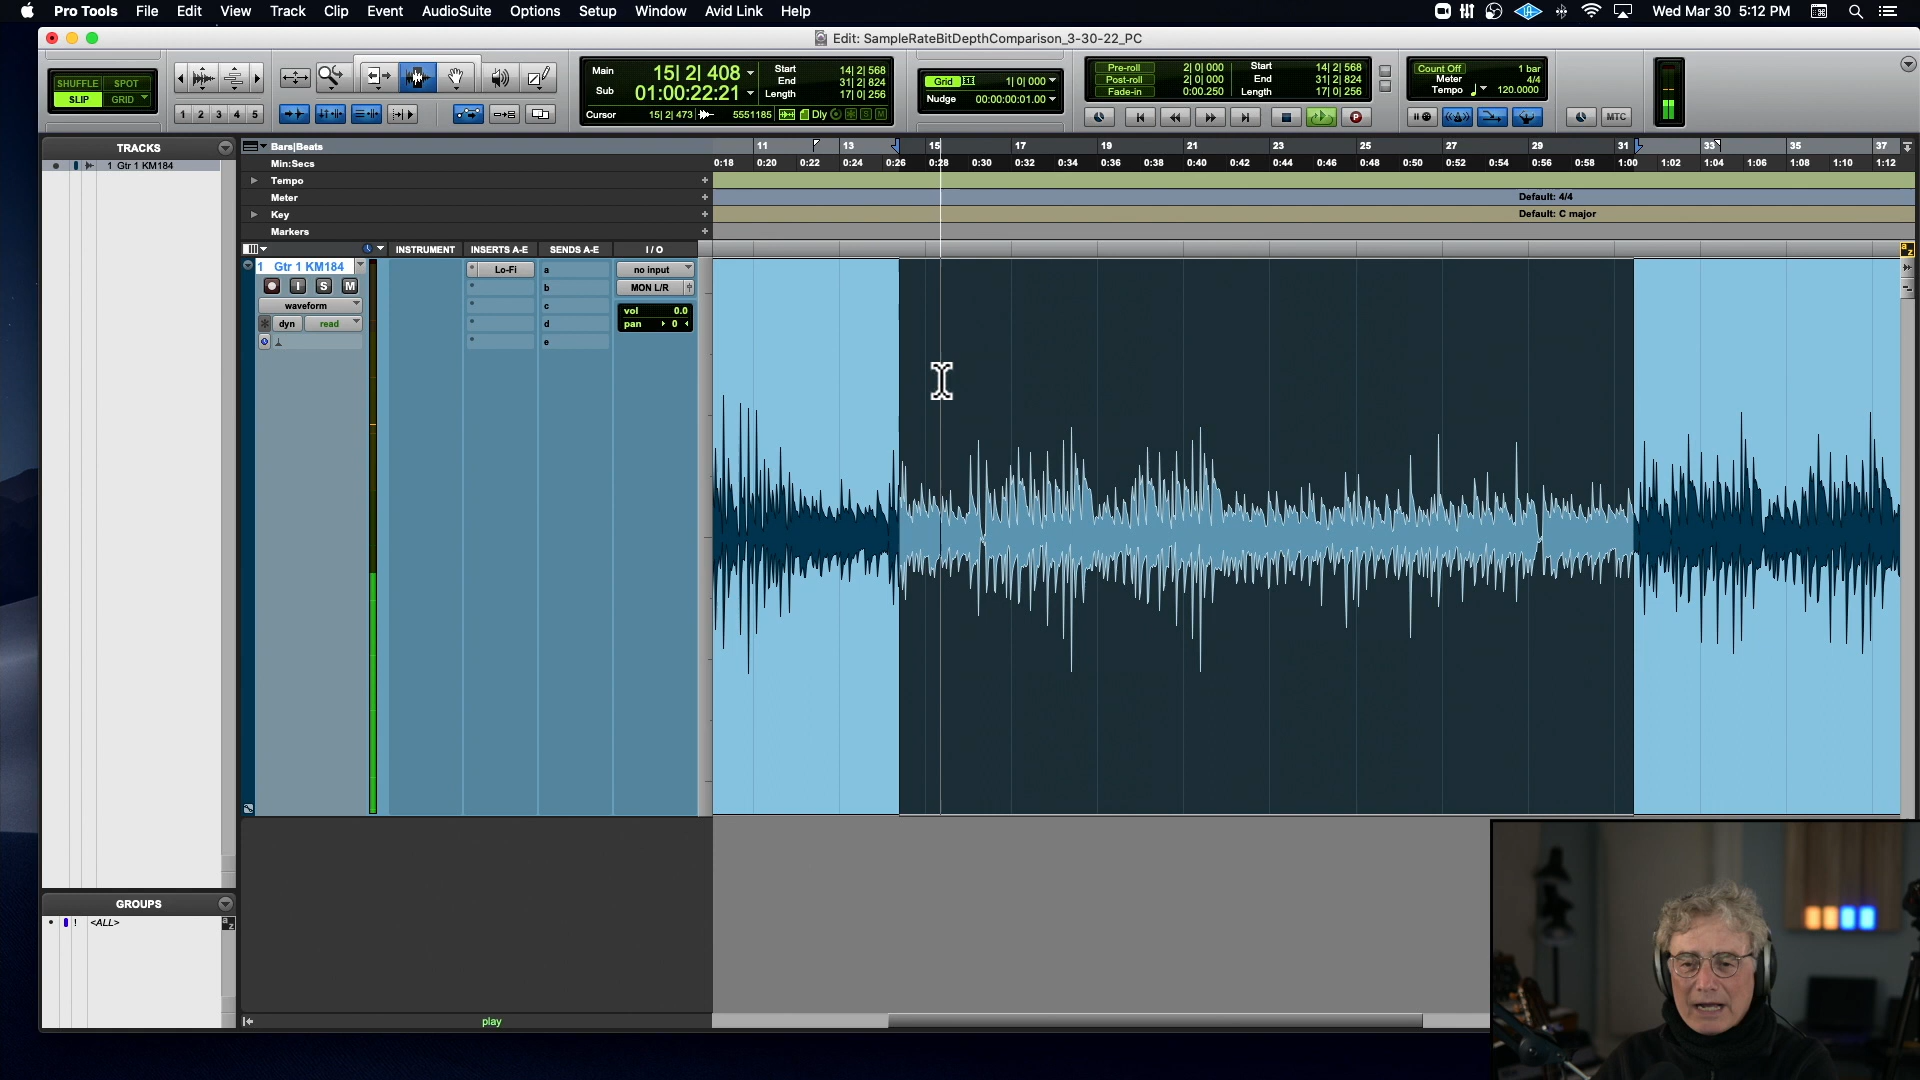 Pro Tools File Edit View Track Clip Event AudioSuite Options Setup Window Avid Link Help
Wed Mar 30 5:12 PM
Edit: SampleRateBitDepthComparison_3-30-22_PC
SHUFFLE SPOT
SLIP GRID
1 2 3 4 5
Main 15| 2| 408
Sub 01:00:22:21
Start 14| 2| 568
End 31| 2| 824
Length 17| 0| 256
Cursor 15| 2| 473 5551185 Dly
Grid 1| 0| 000
Nudge 00:00:00:01.00
Pre-roll 2| 0| 000 Start 14| 2| 568
Post-roll 2| 0| 000 End 31| 2| 824
Fade-in 0:00.250 Length 17| 0| 256
Count Off 1 bar
Meter 4/4
Tempo 120.0000
MTC
TRACKS
1 Gtr 1 KM184
Bars|Beats 11 13 15 17 19 21 23 25 27 29 31 33 35 37
Min:Secs 0:18 0:20 0:22 0:24 0:26 0:28 0:30 0:32 0:34 0:36 0:38 0:40 0:42 0:44 0:46 0:48 0:50 0:52 0:54 0:56 0:58 1:00 1:02 1:04 1:06 1:08 1:10 1:12
Tempo
Meter Default: 4/4
Key Default: C major
Markers
INSTRUMENT INSERTS A-E SENDS A-E I / O
1 Gtr 1 KM184
I S M
waveform
dyn read
Lo-Fi
a
b
c
d
e
no input
MON L/R
vol 0.0
pan 0
GROUPS
! <ALL>
play